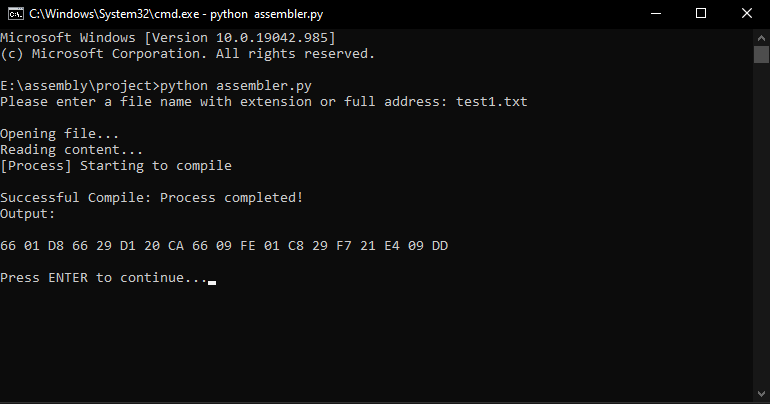 C:\Windows\System32\cmd.exe - python  assembler.py
Microsoft Windows [Version 10.0.19042.985]
(c) Microsoft Corporation. All rights reserved.
E:\assembly\project>python assembler.py
Please enter a file name with extension or full address: test1.txt
Opening file...
Reading content...
[Process] Starting to compile
Successful Compile: Process completed!
Output:
66 01 D8 66 29 D1 20 CA 66 09 FE 01 C8 29 F7 21 E4 09 DD
Press ENTER to continue...